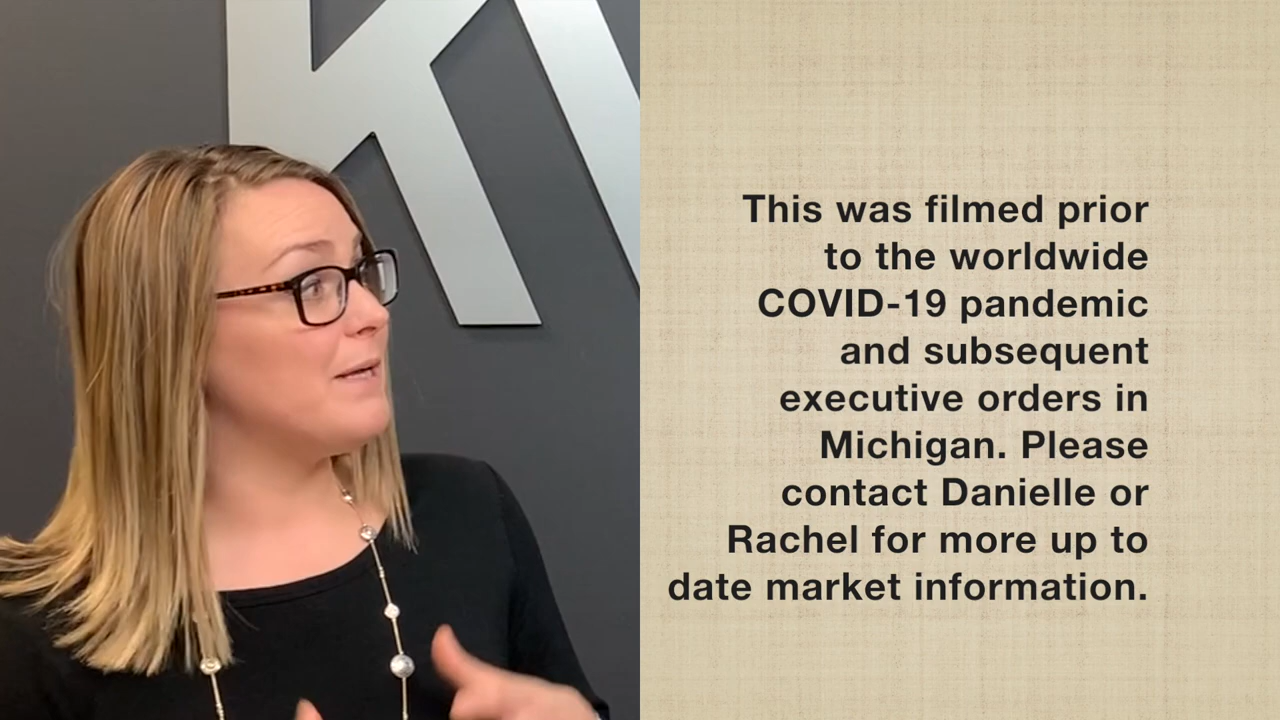 K
This was filmed prior
to the worldwide
COVID-19 pandemic
and subsequent
executive orders in
Michigan. Please
contact Danielle or
Rachel for more up to
date market information.